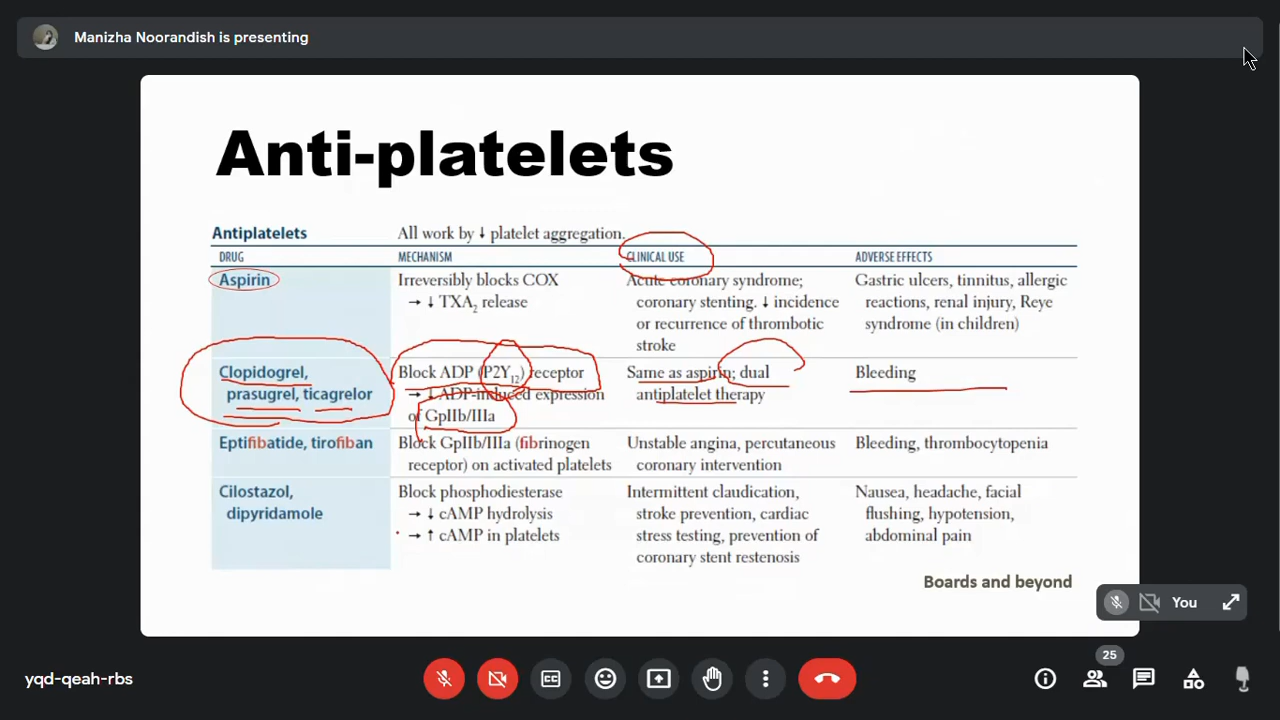 Manizha Noorandish is presenting
Anti-platelets
Antiplatelets All work by ↓ platelet aggregation.
DRUG MECHANISM CLINICAL USE ADVERSE EFFECTS
Aspirin Irreversibly blocks COX Acute coronary syndrome; Gastric ulcers, tinnitus, allergic
→ ↓ TXA2 release coronary stenting. ↓ incidence reactions, renal injury, Reye
or recurrence of thrombotic syndrome (in children)
stroke
Clopidogrel, Block ADP (P2Y12) receptor Same as aspirin; dual Bleeding
prasugrel, ticagrelor → ↓ ADP-induced expression antiplatelet therapy
of GpIIb/IIIa
Eptifibatide, tirofiban Block GpIIb/IIIa (fibrinogen Unstable angina, percutaneous Bleeding, thrombocytopenia
receptor) on activated platelets coronary intervention
Cilostazol, Block phosphodiesterase Intermittent claudication, Nausea, headache, facial
dipyridamole → ↓ cAMP hydrolysis stroke prevention, cardiac flushing, hypotension,
→ ↑ cAMP in platelets stress testing, prevention of abdominal pain
coronary stent restenosis
Boards and beyond
You
yqd-qeah-rbs
CC
25